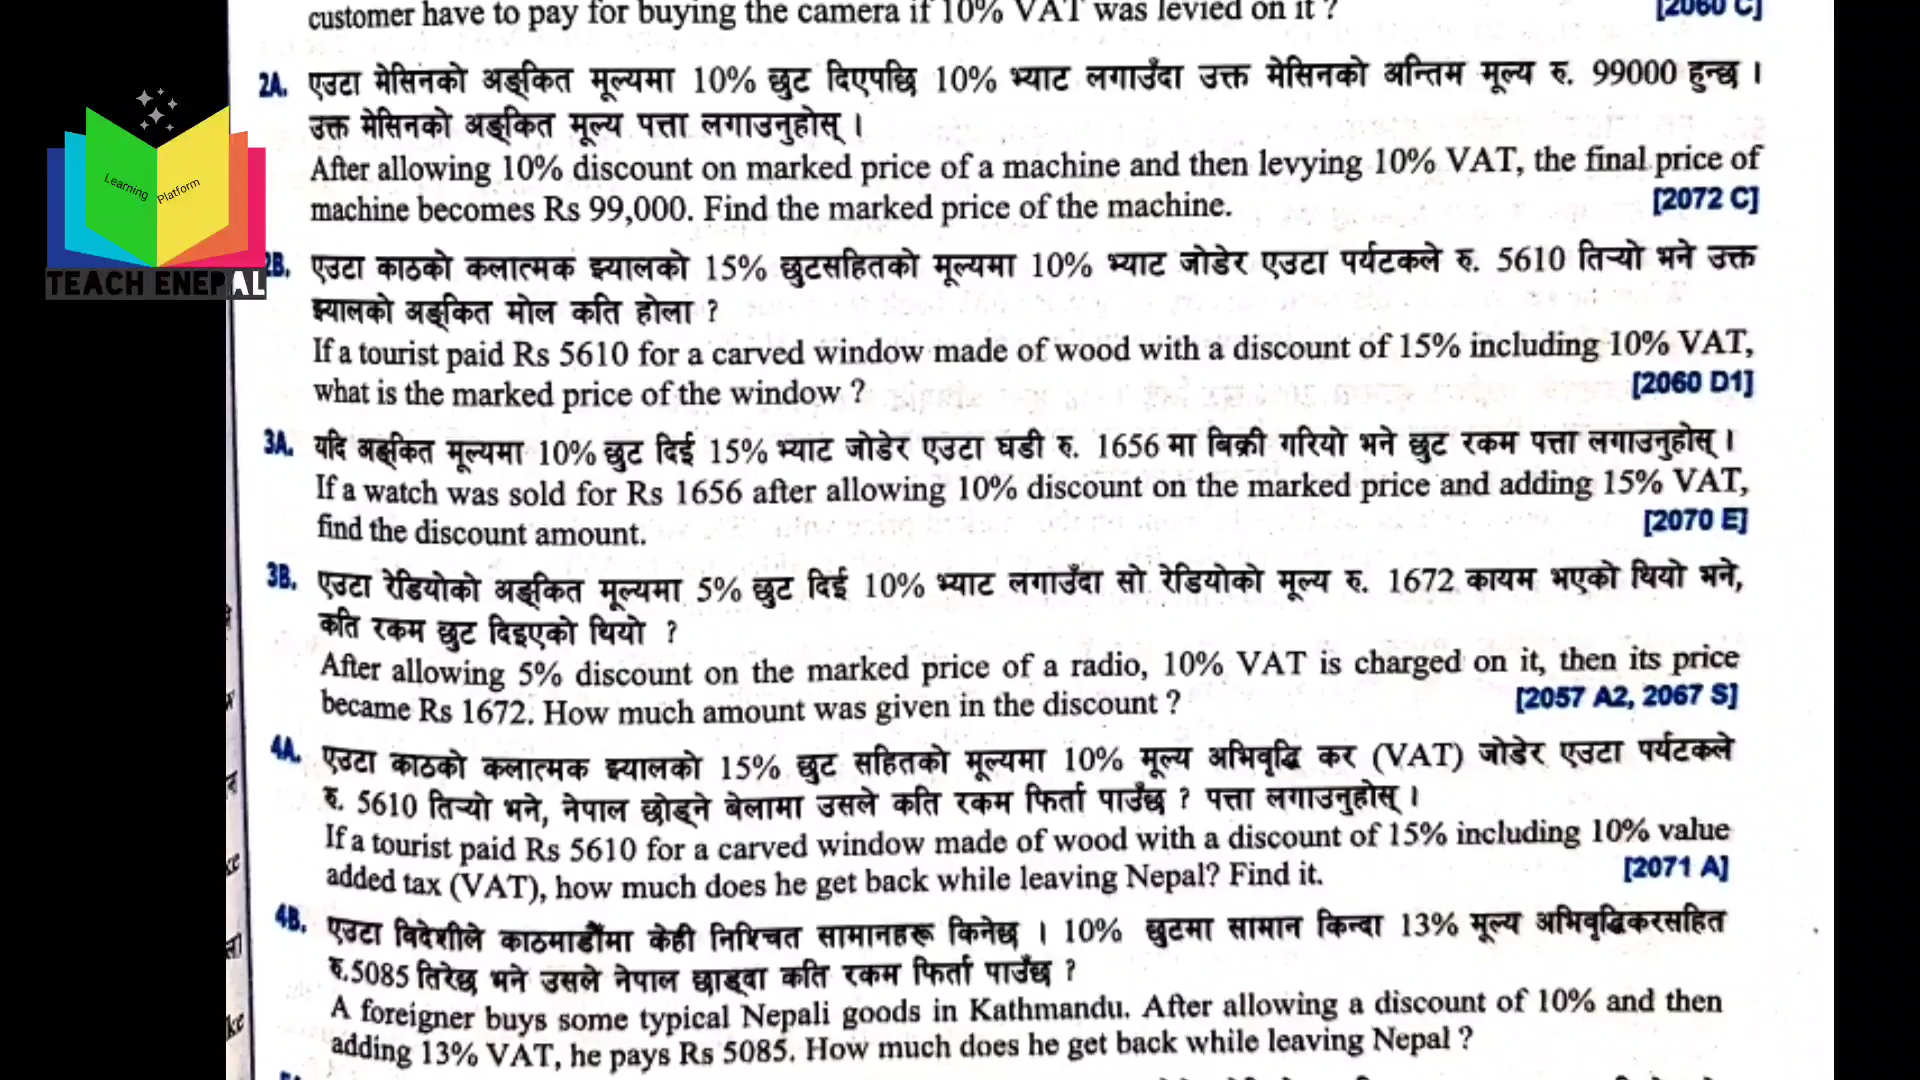 customer have to pay for buying the camera if 10% VAT was levied on it ?
[2060 C]
2A. एउटा मेसिनको अङ्कित मूल्यमा 10% छुट दिएपछि 10% भ्याट लगाउँदा उक्त मेसिनको अन्तिम मूल्य रु. 99000 हुन्छ ।
उक्त मेसिनको अङ्कित मूल्य पत्ता लगाउनुहोस् ।
After allowing 10% discount on marked price of a machine and then levying 10% VAT, the final price of
machine becomes Rs 99,000. Find the marked price of the machine.
[2072 C]
Learning Platform
TEACH ENEPAL
2B. एउटा काठको कलात्मक झ्यालको 15% छुटसहितको मूल्यमा 10% भ्याट जोडेर एउटा पर्यटकले रु. 5610 तिर्‍यो भने उक्त
झ्यालको अङ्कित मोल कति होला ?
If a tourist paid Rs 5610 for a carved window made of wood with a discount of 15% including 10% VAT,
what is the marked price of the window ?
[2060 D1]
3A. यदि अङ्कित मूल्यमा 10% छुट दिई 15% भ्याट जोडेर एउटा घडी रु. 1656 मा बिक्री गरियो भने छुट रकम पत्ता लगाउनुहोस् ।
If a watch was sold for Rs 1656 after allowing 10% discount on the marked price and adding 15% VAT,
find the discount amount.
[2070 E]
3B. एउटा रेडियोको अङ्कित मूल्यमा 5% छुट दिई 10% भ्याट लगाउँदा सो रेडियोको मूल्य रु. 1672 कायम भएको थियो भने,
कति रकम छुट दिइएको थियो ?
After allowing 5% discount on the marked price of a radio, 10% VAT is charged on it, then its price
became Rs 1672. How much amount was given in the discount ?
[2057 A2, 2067 S]
4A. एउटा काठको कलात्मक झ्यालको 15% छुट सहितको मूल्यमा 10% मूल्य अभिवृद्धि कर (VAT) जोडेर एउटा पर्यटकले
रु. 5610 तिर्‍यो भने, नेपाल छोड्ने बेलामा उसले कति रकम फिर्ता पाउँछ ? पत्ता लगाउनुहोस् ।
If a tourist paid Rs 5610 for a carved window made of wood with a discount of 15% including 10% value
added tax (VAT), how much does he get back while leaving Nepal? Find it.
[2071 A]
4B. एउटा विदेशीले काठमाडौंमा केही निश्चित सामानहरू किनेछ । 10% छुटमा सामान किन्दा 13% मूल्य अभिवृद्धिकरसहित
रु.5085 तिरेछ भने उसले नेपाल छाड्दा कति रकम फिर्ता पाउँछ ?
A foreigner buys some typical Nepali goods in Kathmandu. After allowing a discount of 10% and then
adding 13% VAT, he pays Rs 5085. How much does he get back while leaving Nepal ?